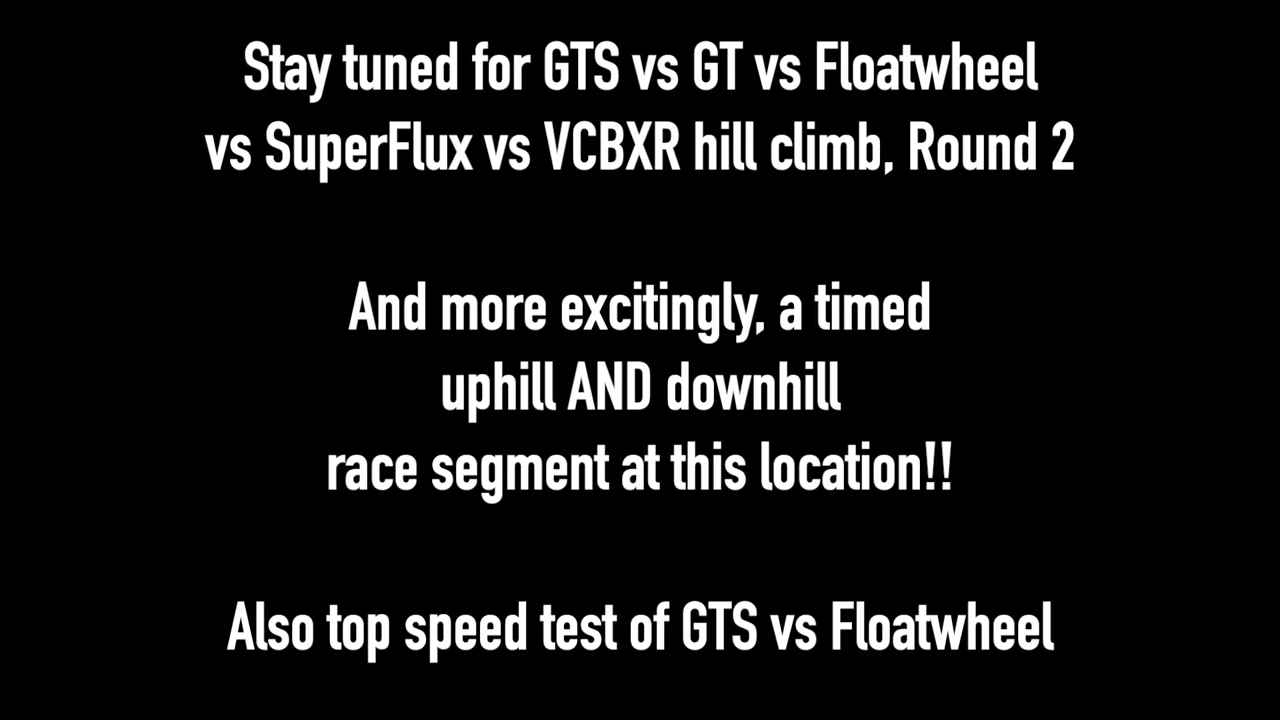 Stay tuned for GTS vs GT vs Floatwheel
vs SuperFlux vs VCBXR hill climb, Round 2
And more excitingly, a timed
uphill AND downhill
race segment at this location!!
Also top speed test of GTS vs Floatwheel